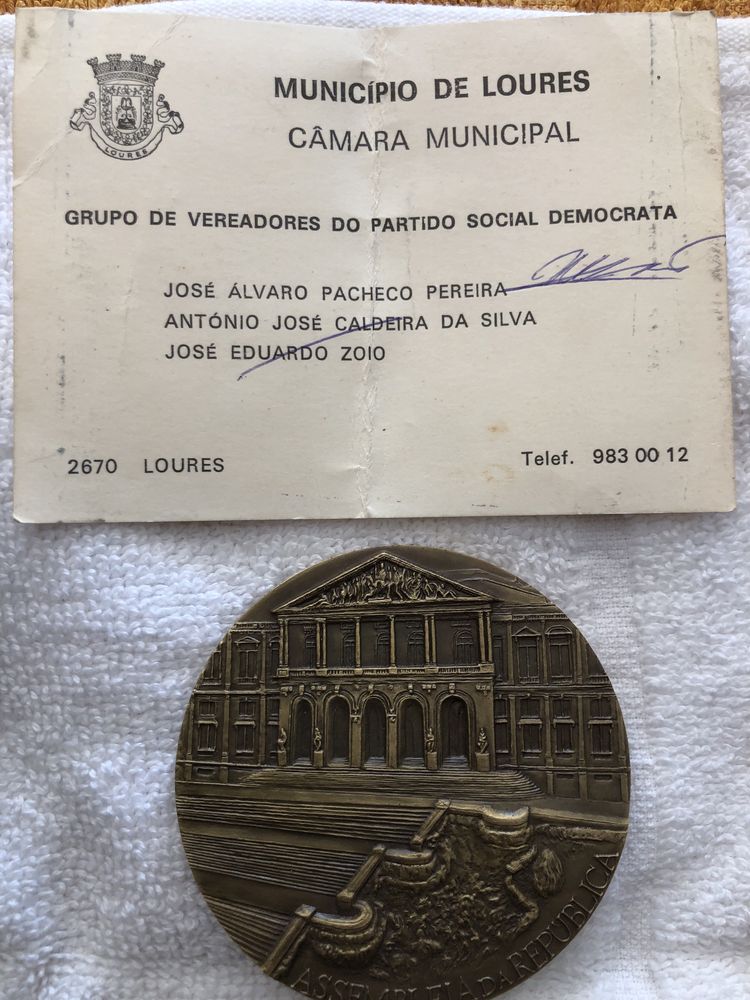 LOURES
MUNICÍPIO DE LOURES
CÂMARA MUNICIPAL
GRUPO DE VEREADORES DO PARTIDO SOCIAL DEMOCRATA
JOSÉ ÁLVARO PACHECO PEREIRA
ANTÓNIO JOSÉ CALDEIRA DA SILVA
JOSÉ EDUARDO ZOIO
2670 LOURES
Telef. 983 00 12
ASSEMBLEIA DA REPÚBLICA